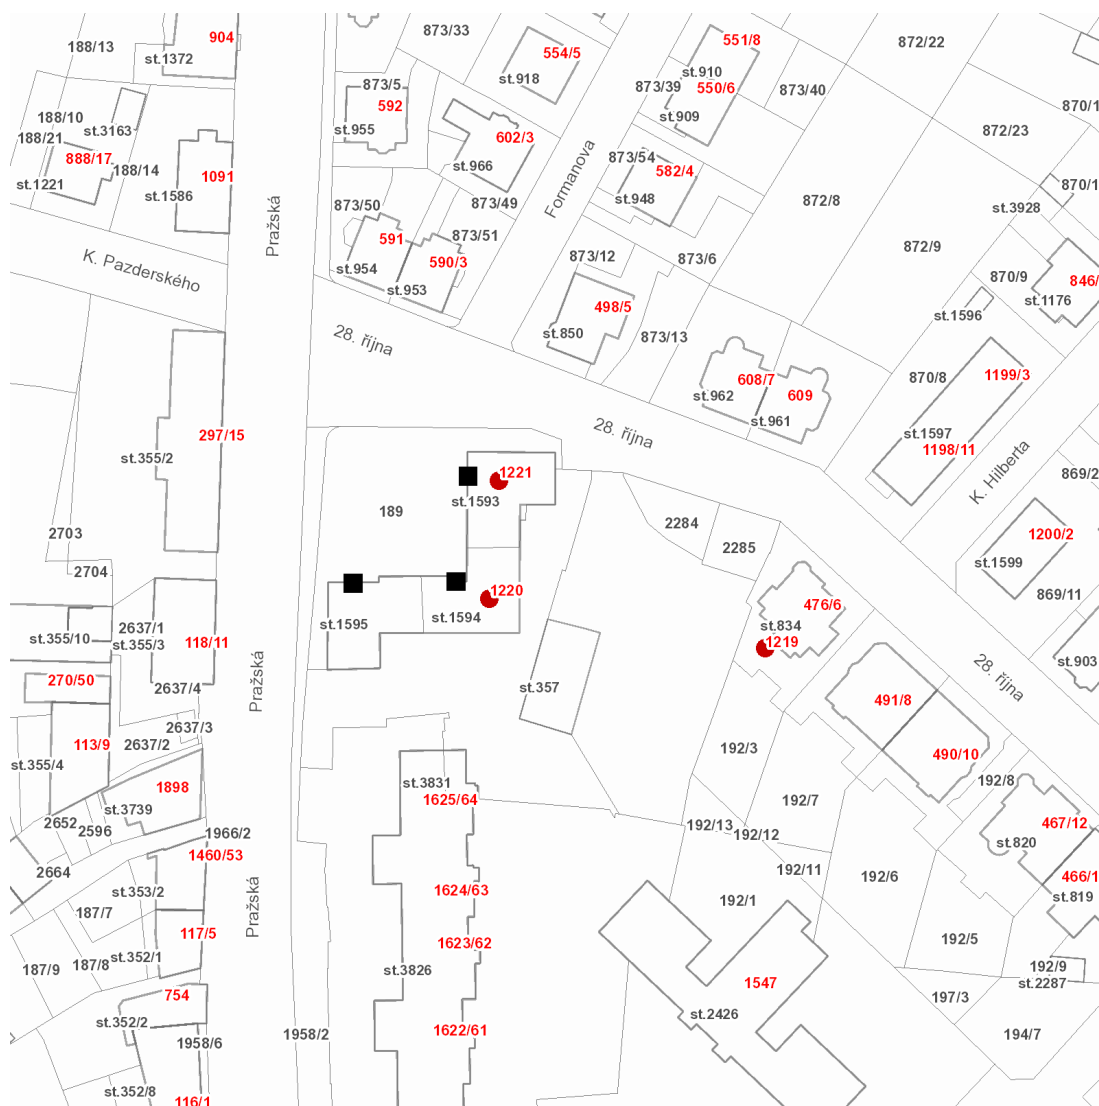 904
188/13
st.1372
873/33
554/5
551/8
872/22
873/5
st.918
st.910
873/39
550/6
873/40
870/1
592
st.909
188/10
st.3163
188/21
872/23
st.955
602/3
888/17
188/14
st.966
873/54
582/4
st.1221
st.1586
1091
Formanova
st.948
870/1
Pražská
873/50
873/49
872/8
st.3928
591
873/51
872/9
K. Pazderského
st.954
590/3
873/12
873/6
870/9
846/
st.953
st.1176
498/5
st.1596
28. října
st.850
873/13
608/7
870/8
1199/3
st.962
609
st.961
297/15
28. října
st.1597
1198/11
st.355/2
K. Hilberta
869/2
1221
st.1593
189
2284
2703
2285
1200/2
2704
st.1599
1220
869/11
476/6
st.1594
st.1595
2637/1
st.355/10
st.355/3
118/11
st.834
1219
st.903
Pražská
28. října
270/50
2637/4
st.357
491/8
2637/3
113/9
2637/2
192/3
490/10
st.355/4
st.3831
192/8
1898
1625/64
192/7
st.3739
2652
2596
1966/2
192/13
192/12
467/12
st.820
1460/53
2664
192/11
192/6
466/1
st.353/2
1624/63
192/1
st.819
187/7
Pražská
117/5
1623/62
192/5
187/9
187/8
st.352/1
st.3826
192/9
st.2287
754
1547
197/3
st.352/2
st.2426
1958/2
1622/61
194/7
1958/6
st.352/8
116/1